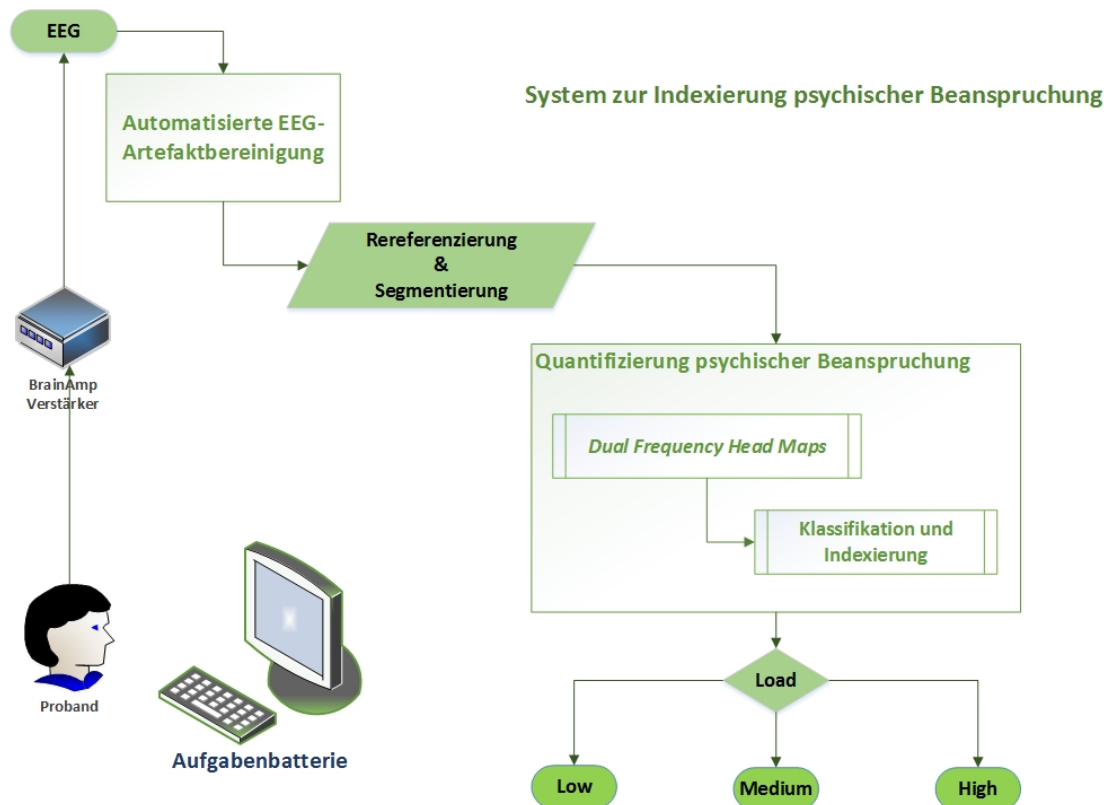 EEG
System zur Indexierung psychischer Beanspruchung
Automatisierte EEG-
Artefaktbereinigung
Rereferenzierung
&
Segmentierung
BrainAmp
Verstärker
Quantifizierung psychischer Beanspruchung
Dual Frequency Head Maps
Klassifikation und
Indexierung
Proband
Aufgabenbatterie
Load
Low
Medium
High